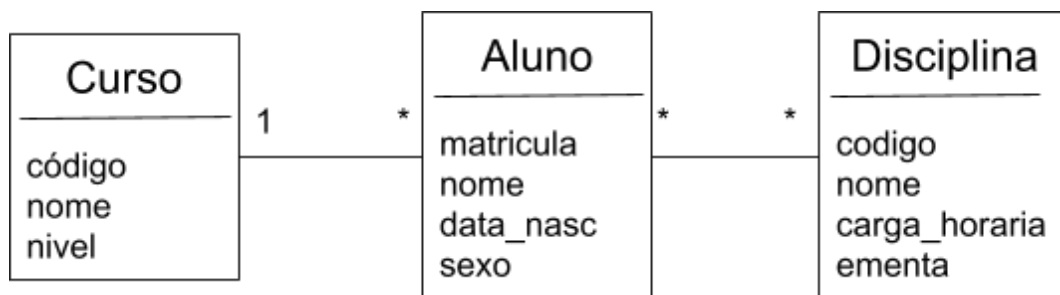 Curso
código
nome
nivel
1
*
Aluno
matricula
nome
data_nasc
sexo
*
*
Disciplina
codigo
nome
carga_horaria
ementa